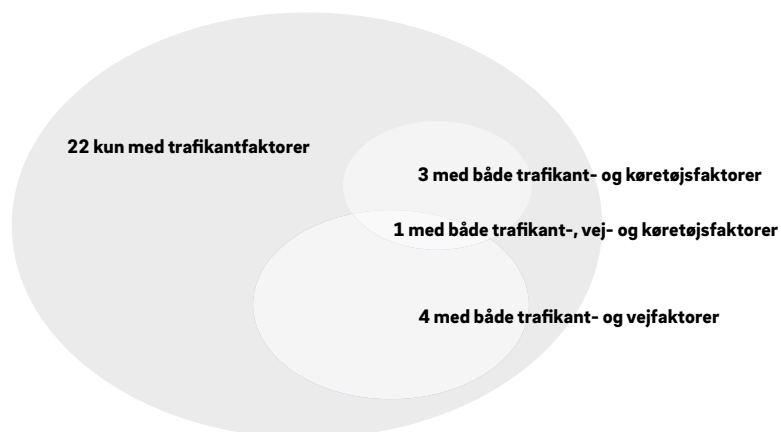 22 kun med trafikantfaktorer
3 med både trafikant- og køretøjsfaktorer
1 med både trafikant-, vej- og køretøjsfaktorer
4 med både trafikant- og vejfaktorer